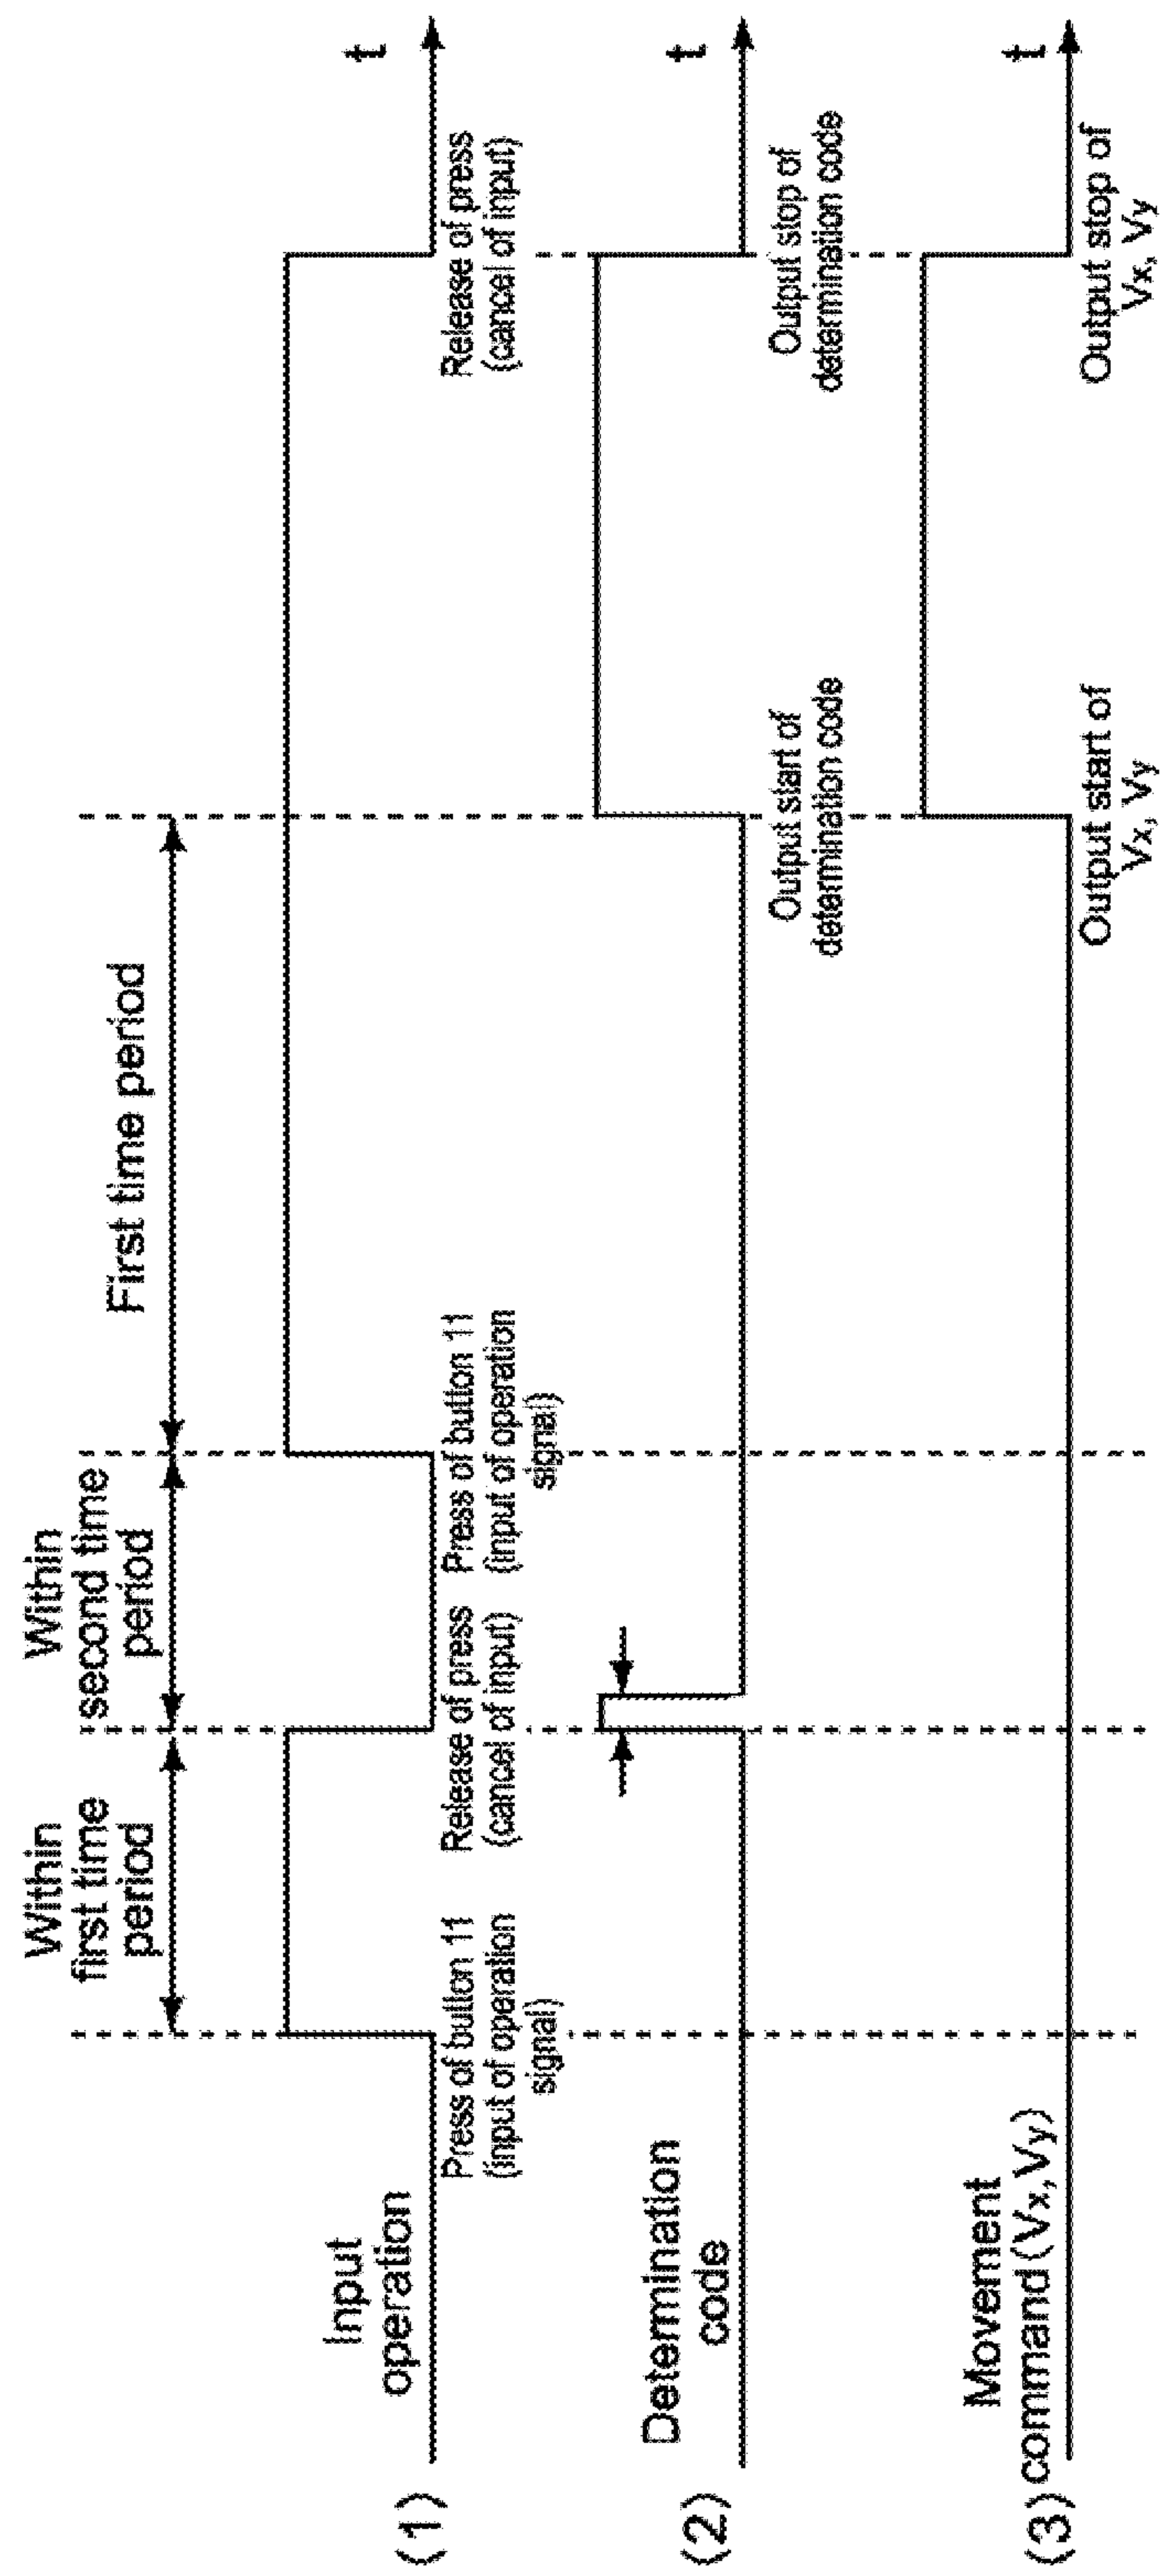 Within
first time
period
Within
second time
period
First time period
(1)
Input
operation
t
Press of button 11
(input of operation
signal)
Release of press
(cancel of input)
Press of button 11
(input of operation
signal)
Release of press
(cancel of input)
(2)
Determination
code
t
Output start of
determination code
Output stop of
determination code
(3)
Movement
command (Vx, Vy)
t
Output start of
Vx, Vy
Output stop of
Vx, Vy